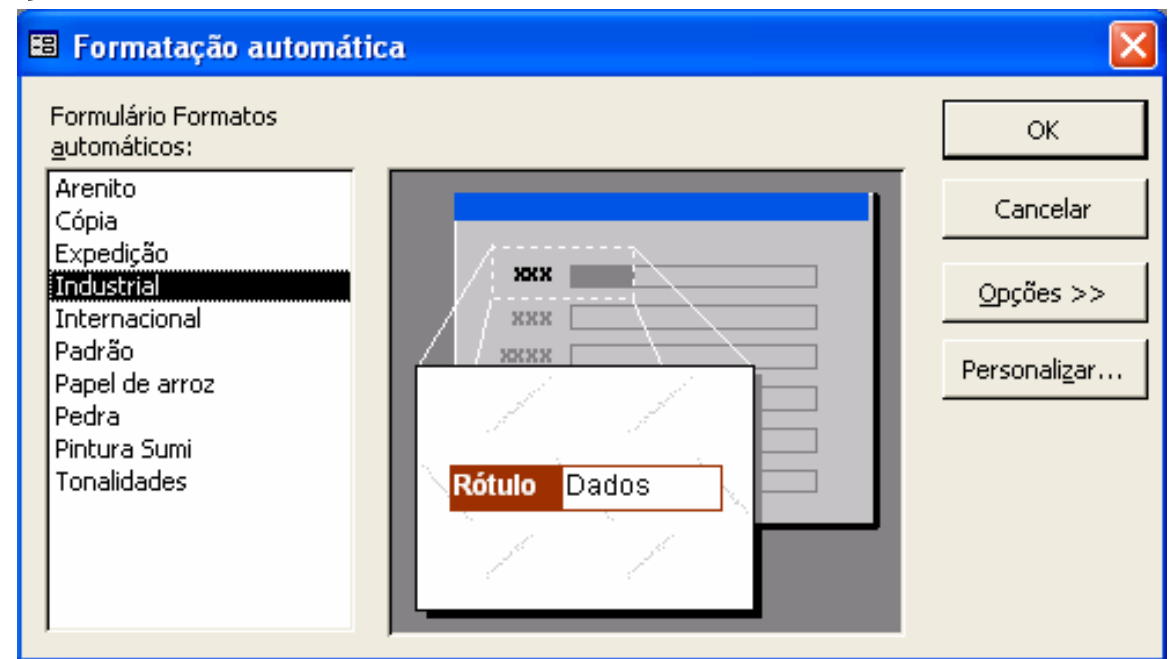 Formatação automática
Formulário Formatos
automáticos:
Arenito
Cópia
Expedição
Industrial
Internacional
Padrão
Papel de arroz
Pedra
Pintura Sumi
Tonalidades
xxx
xxx
xxxx
Rótulo Dados
OK
Cancelar
Opções >>
Personalizar...